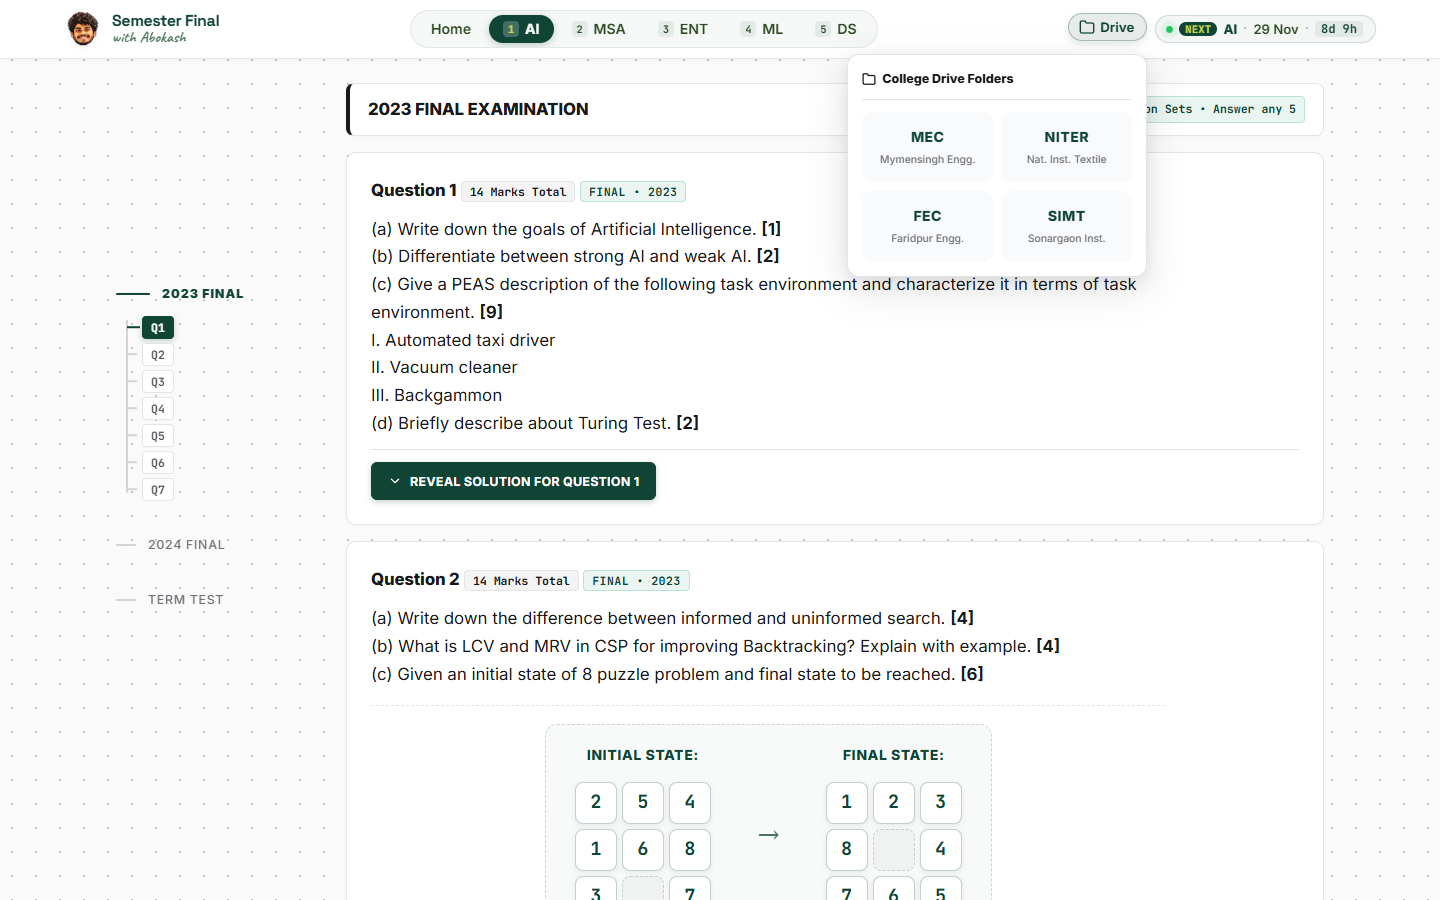 Semester Final
with Abokash
Home
1 AI
2 MSA
3 ENT
4 ML
5 DS
Drive
NEXT AI · 29 Nov · 8d 9h
College Drive Folders
MEC
Mymensingh Engg.
NITER
Nat. Inst. Textile
FEC
Faridpur Engg.
SIMT
Sonargaon Inst.
2023 FINAL
Q1
Q2
Q3
Q4
Q5
Q6
Q7
2024 FINAL
TERM TEST
2023 FINAL EXAMINATION
Sets • Answer any 5
Question 1 14 Marks Total FINAL • 2023
(a) Write down the goals of Artificial Intelligence. [1]
(b) Differentiate between strong AI and weak AI. [2]
(c) Give a PEAS description of the following task environment and characterize it in terms of task
environment. [9]
I. Automated taxi driver
II. Vacuum cleaner
III. Backgammon
(d) Briefly describe about Turing Test. [2]
REVEAL SOLUTION FOR QUESTION 1
Question 2 14 Marks Total FINAL • 2023
(a) Write down the difference between informed and uninformed search. [4]
(b) What is LCV and MRV in CSP for improving Backtracking? Explain with example. [4]
(c) Given an initial state of 8 puzzle problem and final state to be reached. [6]
INITIAL STATE:
2 5 4
1 6 8
3 7
→
FINAL STATE:
1 2 3
8 4
7 6 5